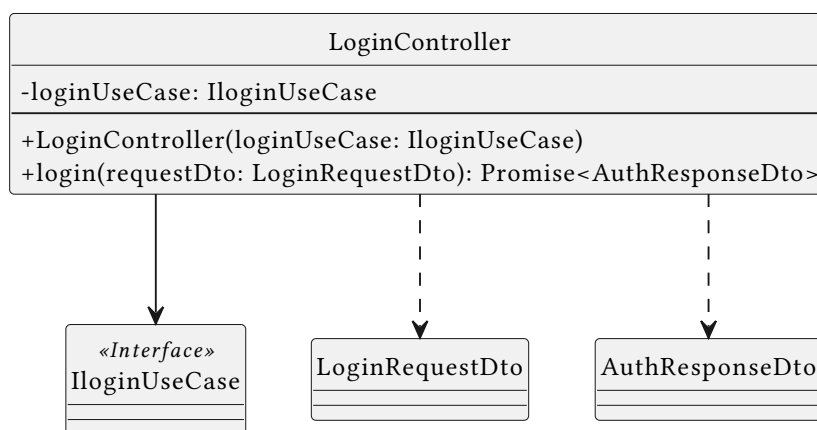 LoginController
-loginUseCase: IloginUseCase
+LoginController(loginUseCase: IloginUseCase)
+login(requestDto: LoginRequestDto): Promise<AuthResponseDto>
«Interface»
IloginUseCase
LoginRequestDto
AuthResponseDto